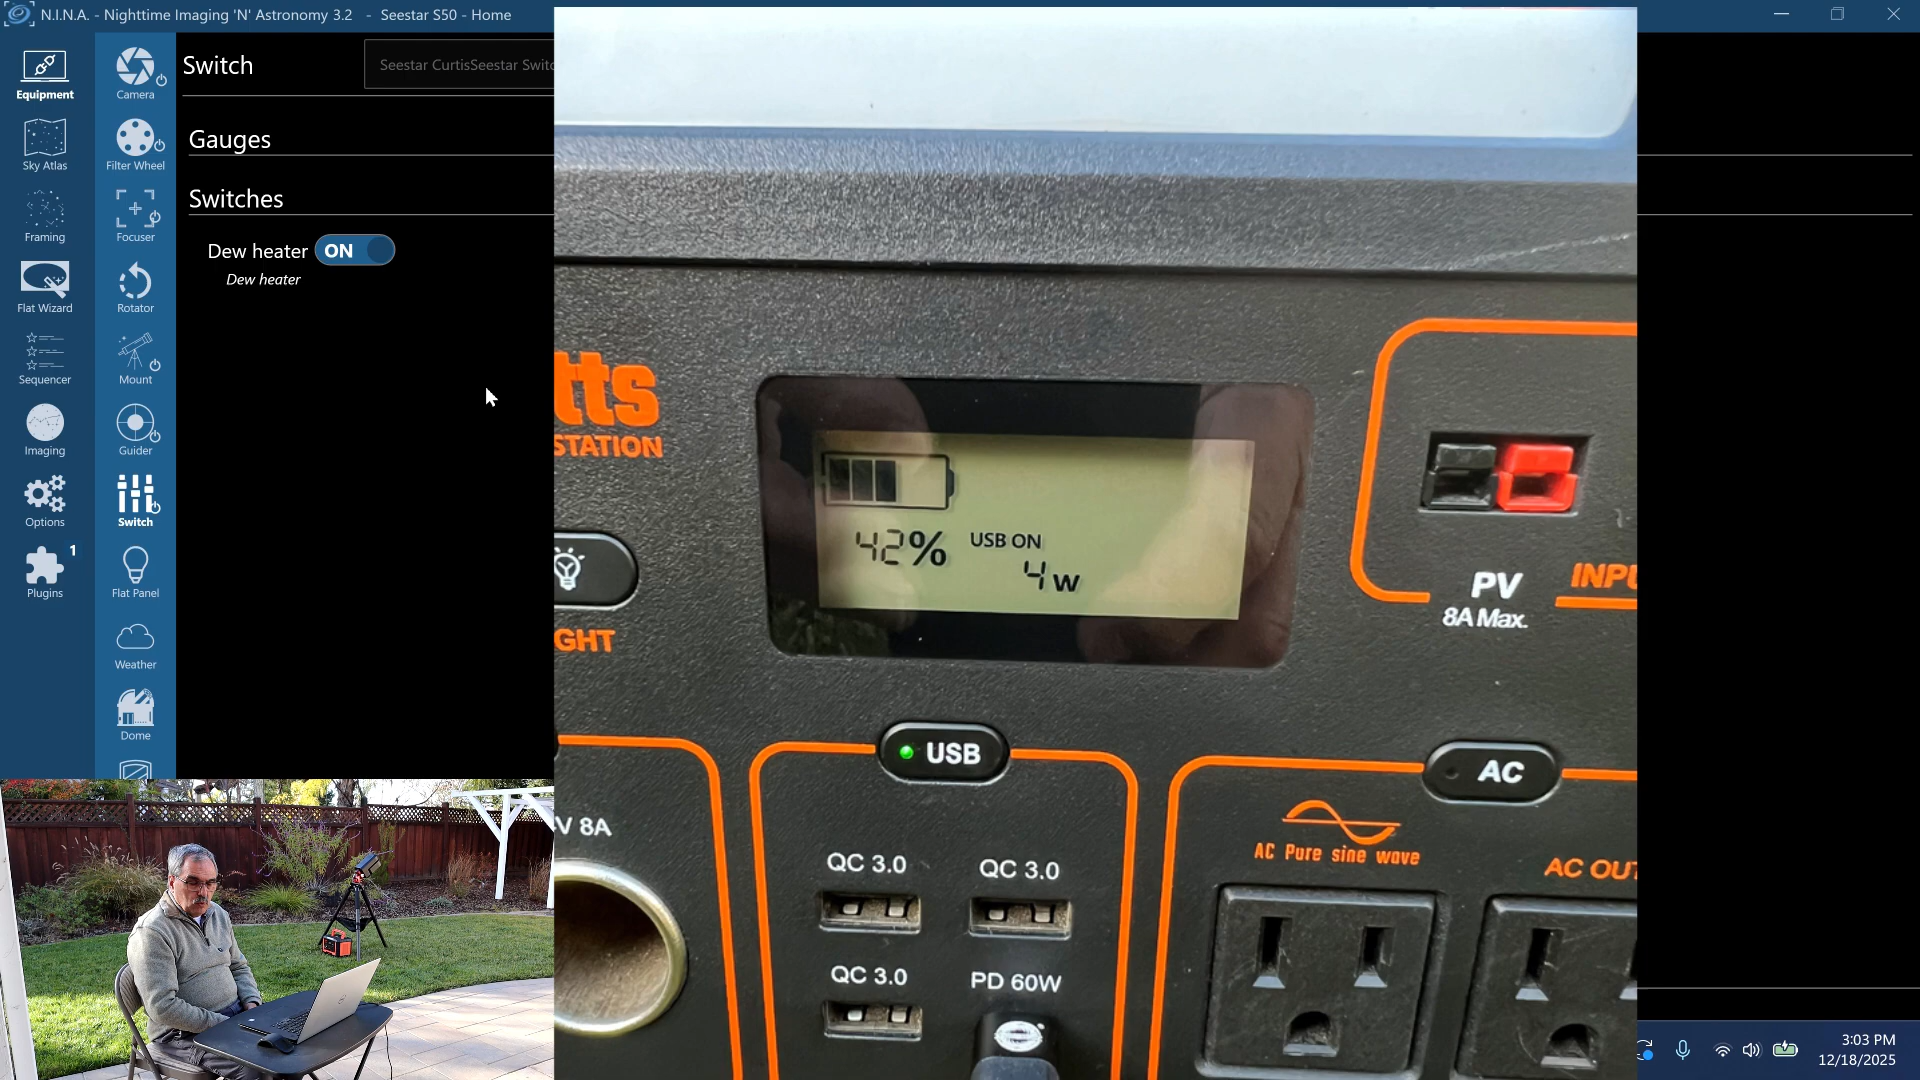 N.I.N.A. - Nighttime Imaging 'N' Astronomy 3.2 - Seestar S50 - Home
Equipment
Sky Atlas
Framing
Flat Wizard
Sequencer
Imaging
Options
1
Plugins
Camera
Filter Wheel
Focuser
Rotator
Mount
Guider
Switch
Flat Panel
Weather
Dome
Switch
Seestar CurtisSeestar Switc
Gauges
Switches
Dew heater ON
Dew heater
tts
STATION
GHT
42%
USB ON
4w
PV
8A Max.
INPU
USB
AC
V 8A
QC 3.0
QC 3.0
QC 3.0
PD 60W
AC Pure sine wave
AC OUT
3:03 PM
12/18/2025